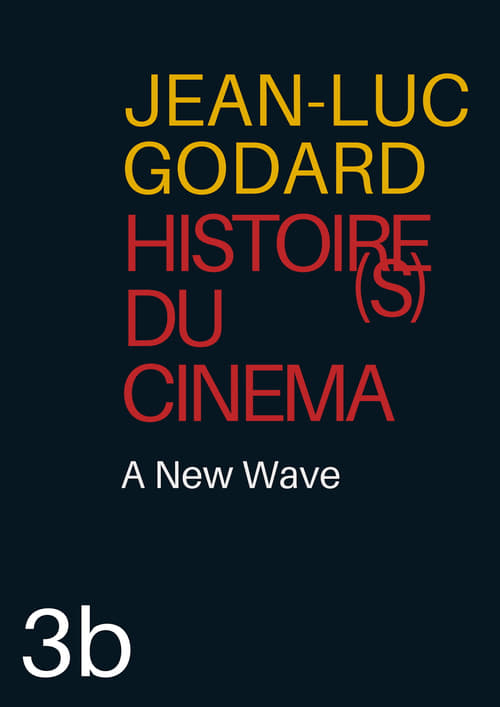 JEAN-LUC
GODARD
HISTOIRE
(S)
DU
CINEMA
A New Wave
3b